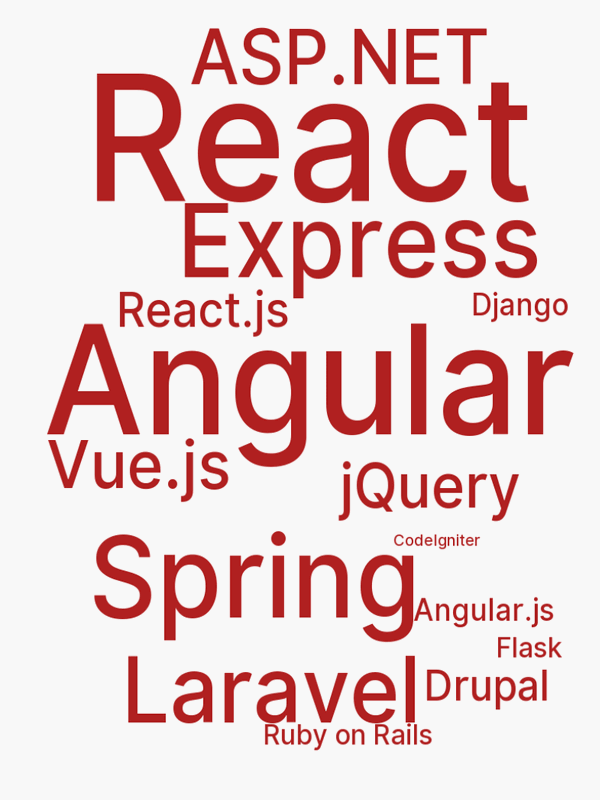 ASP.NET
React
Express
React.js
Django
Angular
Vue.js
jQuery
CodeIgniter
Spring
Angular.js
Flask
Laravel
Drupal
Ruby on Rails